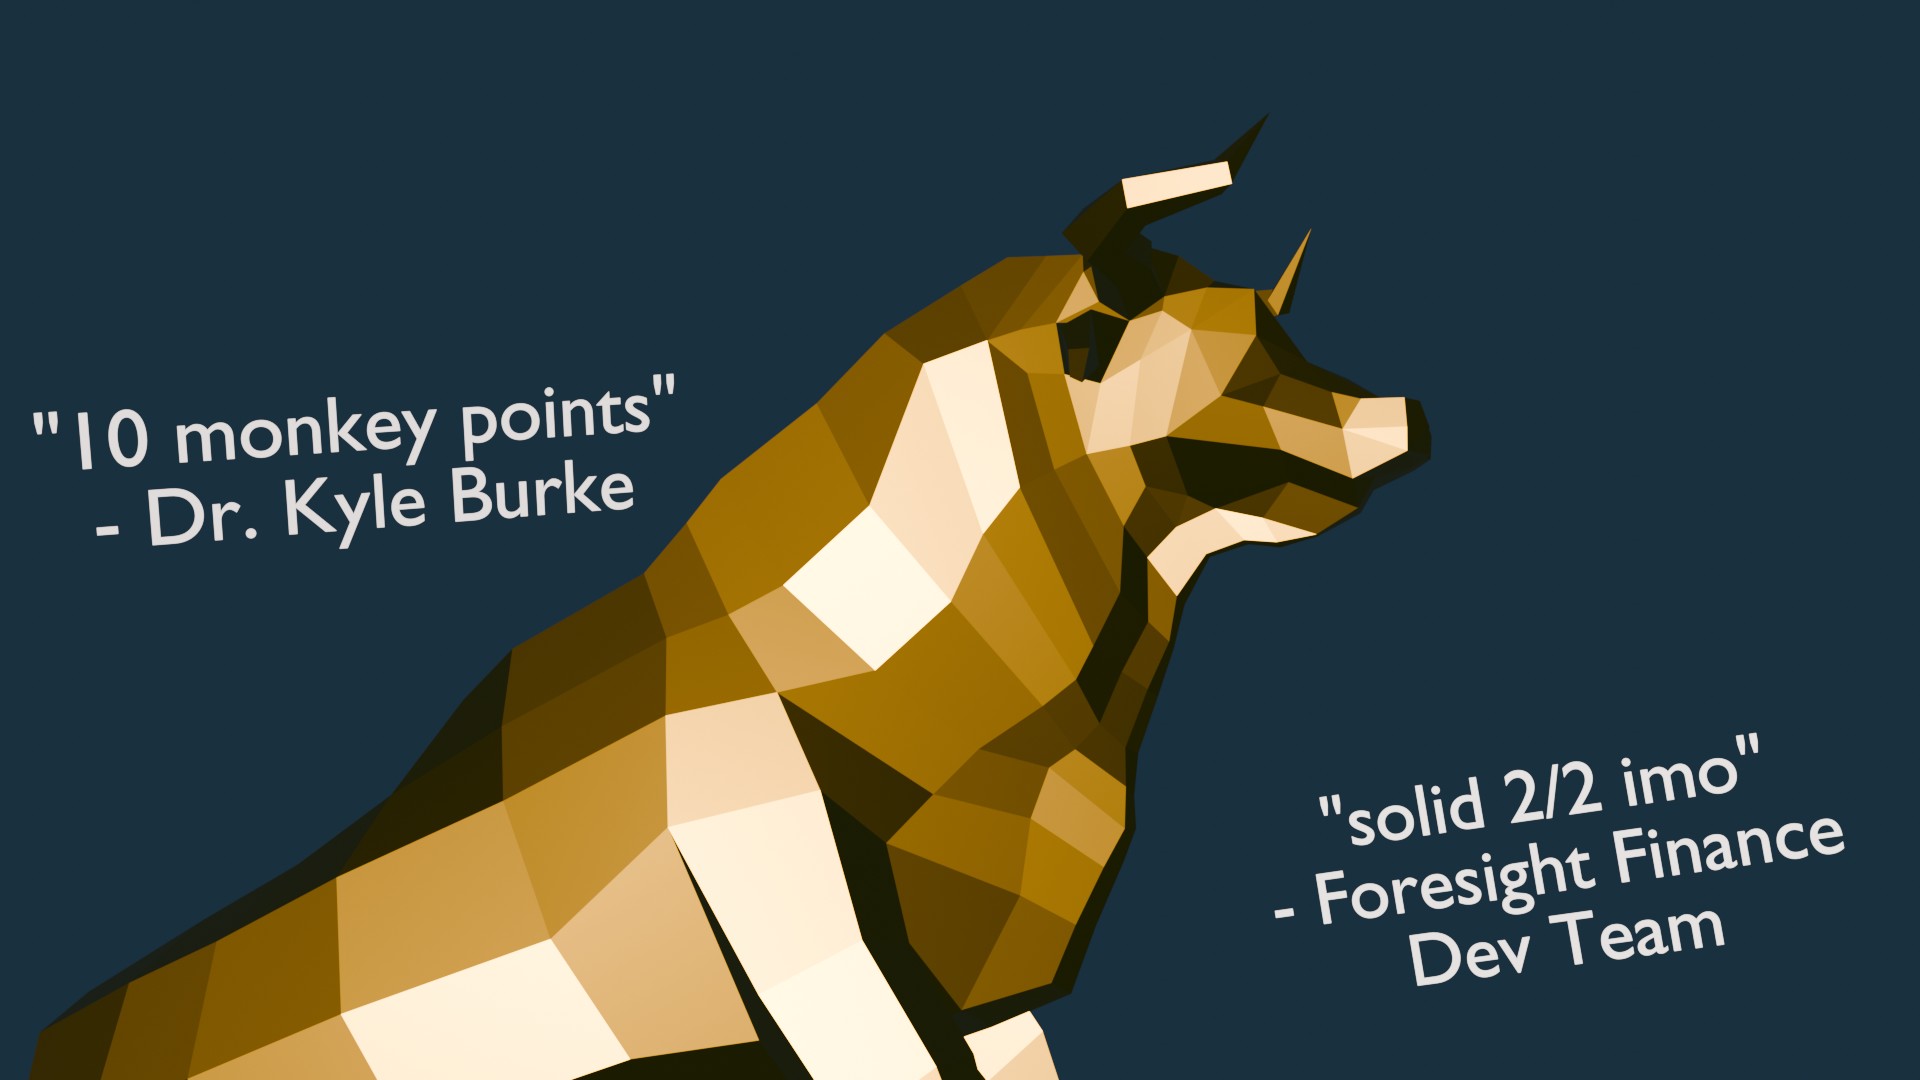 "10 monkey points"
- Dr. Kyle Burke
"solid 2/2 imo"
- Foresight Finance
Dev Team